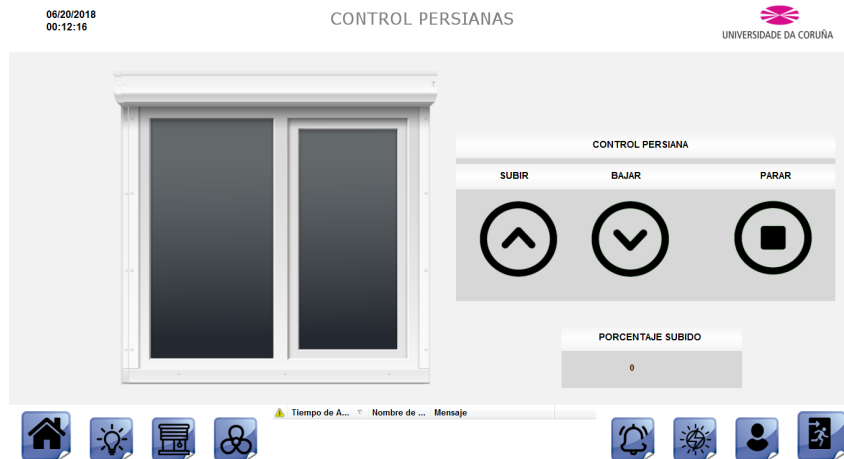 06/20/2018
00:12:16
CONTROL PERSIANAS
UNIVERSIDADE DA CORUÑA
CONTROL PERSIANA
SUBIR BAJAR PARAR
PORCENTAJE SUBIDO
0
Tiempo de A... Nombre de ... Mensaje